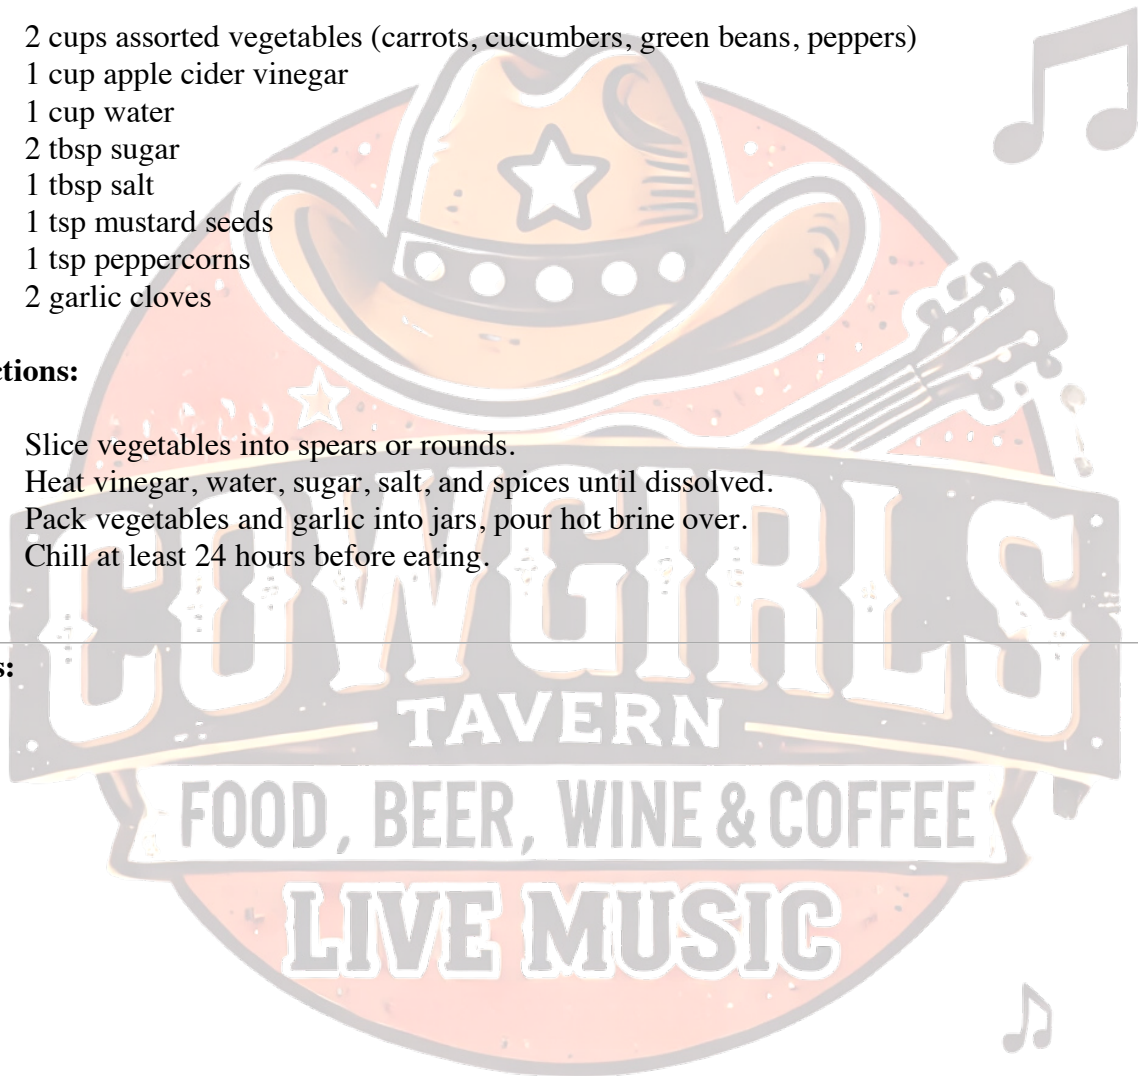 2 cups assorted vegetables (carrots, cucumbers, green beans, peppers)
1 cup apple cider vinegar
1 cup water
2 tbsp sugar
1 tbsp salt
1 tsp mustard seeds
1 tsp peppercorns
2 garlic cloves
ctions:
Slice vegetables into spears or rounds.
Heat vinegar, water, sugar, salt, and spices until dissolved.
Pack vegetables and garlic into jars, pour hot brine over.
Chill at least 24 hours before eating.
s:
COWGIRLS
TAVERN
FOOD, BEER, WINE & COFFEE
LIVE MUSIC